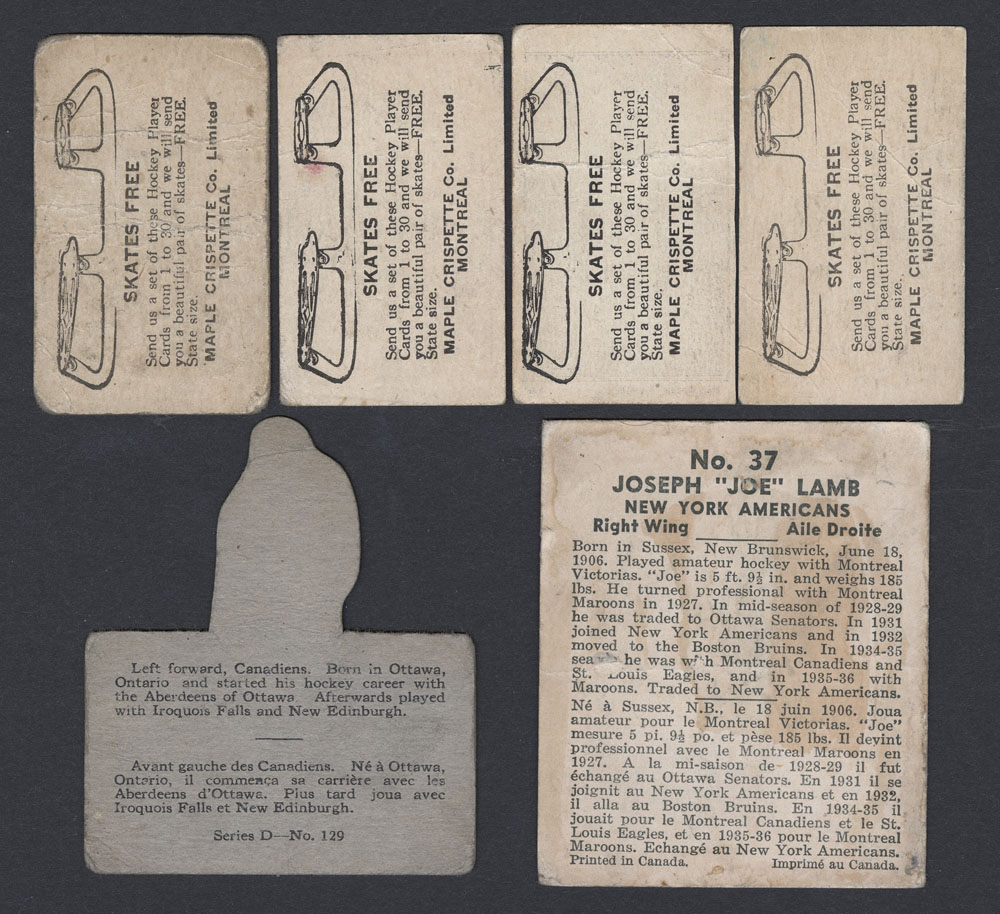 SKATES FREE
Send us a set of these Hockey Player
Cards from 1 to 30 and we will send
you a beautiful pair of skates—FREE.
State size.
MAPLE CRISPETTE Co. Limited
MONTREAL
SKATES FREE
Send us a set of these Hockey Player
Cards from 1 to 30 and we will send
you a beautiful pair of skates—FREE.
State size.
MAPLE CRISPETTE Co. Limited
MONTREAL
SKATES FREE
Send us a set of these Hockey Player
Cards from 1 to 30 and we will send
you a beautiful pair of skates—FREE.
State size.
MAPLE CRISPETTE Co. Limited
MONTREAL
SKATES FREE
Send us a set of these Hockey Player
Cards from 1 to 30 and we will send
you a beautiful pair of skates—FREE.
State size.
MAPLE CRISPETTE Co. Limited
MONTREAL
Left forward, Canadiens. Born in Ottawa,
Ontario and started his hockey career with
the Aberdeens of Ottawa. Afterwards played
with Iroquois Falls and New Edinburgh.
Avant gauche des Canadiens. Né à Ottawa,
Ontario, il commença sa carrière avec les
Aberdeens d'Ottawa. Plus tard joua avec
Iroquois Falls et New Edinburgh.
Series D—No. 129
No. 37
JOSEPH "JOE" LAMB
NEW YORK AMERICANS
Right Wing Aile Droite
Born in Sussex, New Brunswick, June 18,
1906. Played amateur hockey with Montreal
Victorias. "Joe" is 5 ft. 9½ in. and weighs 185
lbs. He turned professional with Montreal
Maroons in 1927. In mid-season of 1928-29
he was traded to Ottawa Senators. In 1931
joined New York Americans and in 1932
moved to the Boston Bruins. In 1934-35
he was with Montreal Canadiens and
St. Louis Eagles, and in 1935-36 with
Maroons. Traded to New York Americans.
Né à Sussex, N.B., le 18 juin 1906. Joua
amateur pour le Montreal Victorias. "Joe"
mesure 5 pi. 9½ po. et pèse 185 lbs. Il devint
professionnel avec le Montreal Maroons en
1927. A la mi-saison de 1928-29 il fut
échangé au Ottawa Senators. En 1931 il se
joignit au New York Americans et en 1932,
il alla au Boston Bruins. En 1934-35 il
jouait pour le Montreal Canadiens et le St.
Louis Eagles, et en 1935-36 pour le Montreal
Maroons. Echangé au New York Americans.
Printed in Canada. Imprimé au Canada.